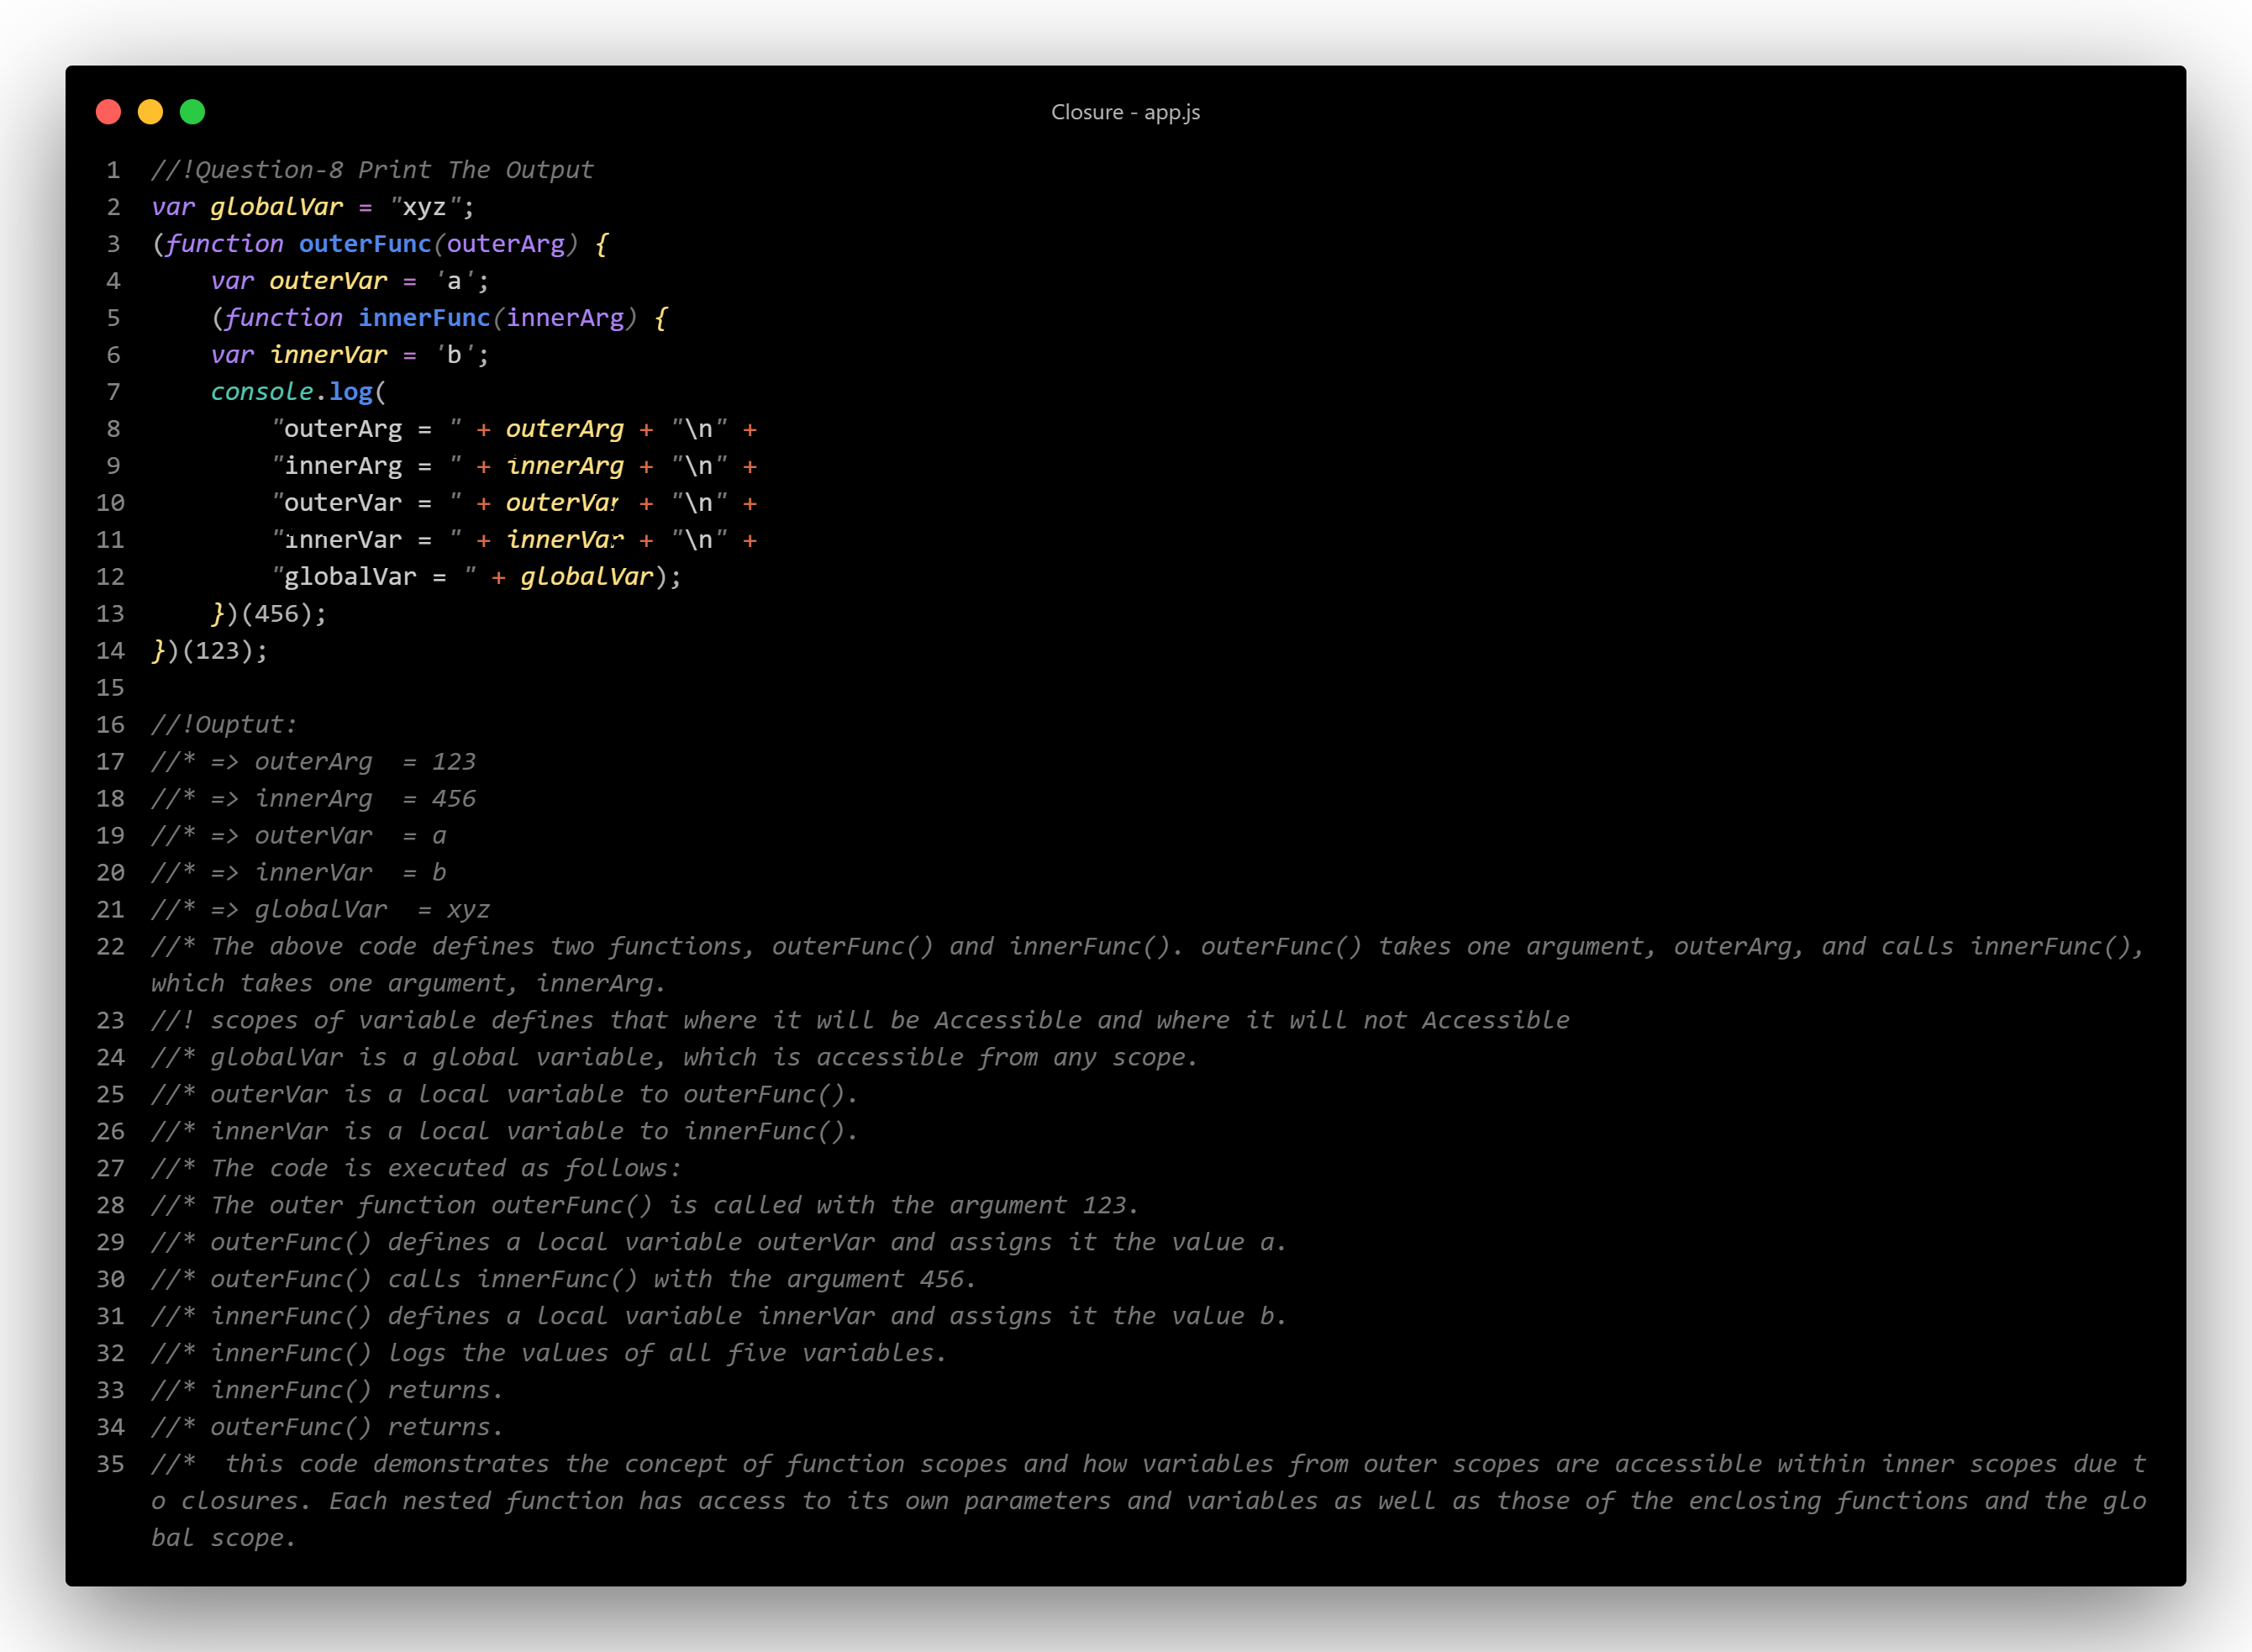 Closure - app.js
1 //!Question-8 Print The Output
2 var globalVar = "xyz";
3 (function outerFunc(outerArg) {
4     var outerVar = 'a';
5     (function innerFunc(innerArg) {
6     var innerVar = 'b';
7     console.log(
8         "outerArg = " + outerArg + "\n" +
9         "innerArg = " + innerArg + "\n" +
10         "outerVar = " + outerVar + "\n" +
11         "innerVar = " + innerVar + "\n" +
12         "globalVar = " + globalVar);
13     })(456);
14 })(123);
15
16 //!Ouptut:
17 //* => outerArg  = 123
18 //* => innerArg  = 456
19 //* => outerVar  = a
20 //* => innerVar  = b
21 //* => globalVar  = xyz
22 //* The above code defines two functions, outerFunc() and innerFunc(). outerFunc() takes one argument, outerArg, and calls innerFunc(),
which takes one argument, innerArg.
23 //! scopes of variable defines that where it will be Accessible and where it will not Accessible
24 //* globalVar is a global variable, which is accessible from any scope.
25 //* outerVar is a local variable to outerFunc().
26 //* innerVar is a local variable to innerFunc().
27 //* The code is executed as follows:
28 //* The outer function outerFunc() is called with the argument 123.
29 //* outerFunc() defines a local variable outerVar and assigns it the value a.
30 //* outerFunc() calls innerFunc() with the argument 456.
31 //* innerFunc() defines a local variable innerVar and assigns it the value b.
32 //* innerFunc() logs the values of all five variables.
33 //* innerFunc() returns.
34 //* outerFunc() returns.
35 //*  this code demonstrates the concept of function scopes and how variables from outer scopes are accessible within inner scopes due t
o closures. Each nested function has access to its own parameters and variables as well as those of the enclosing functions and the glo
bal scope.